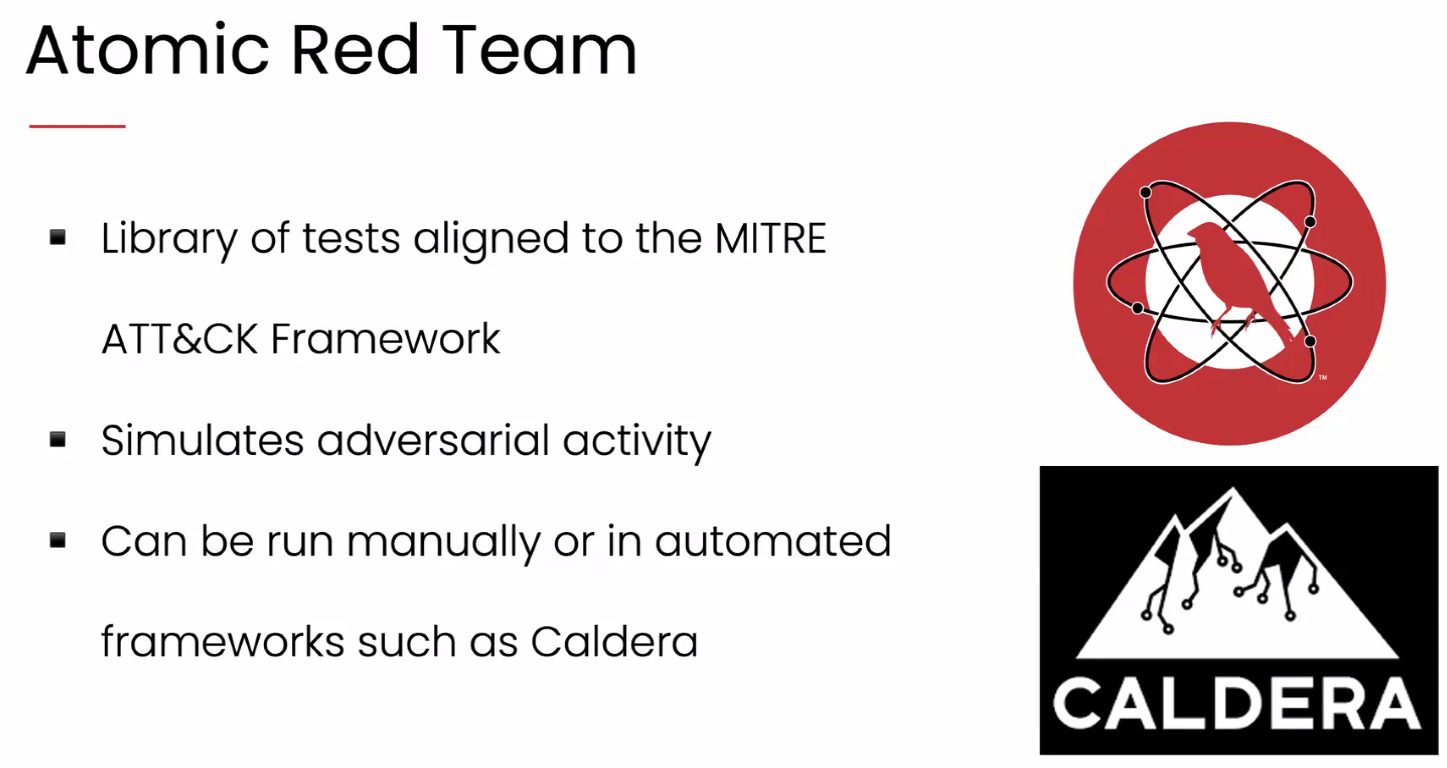 Atomic Red Team
▪ Library of tests aligned to the MITRE
ATT&CK Framework
▪ Simulates adversarial activity
▪ Can be run manually or in automated
frameworks such as Caldera
TM
CALDERA